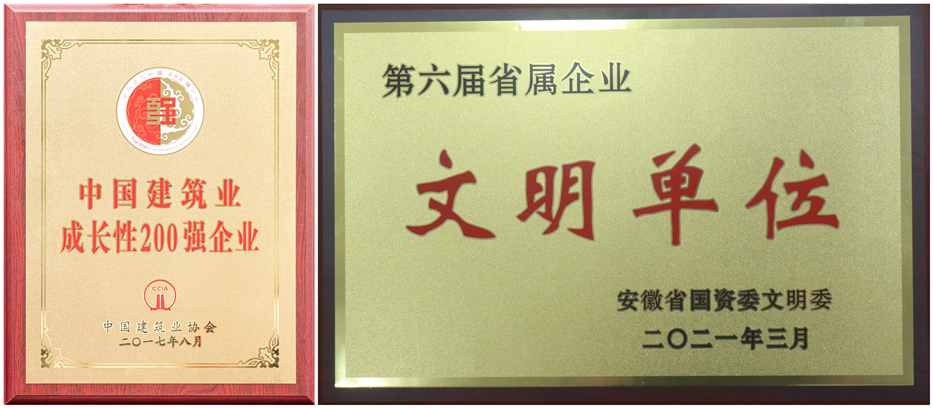 百强
中国建筑业
成长性200强企业
CCIA
中国建筑业协会
二〇一七年八月
第六届省属企业
文明单位
安徽省国资委文明委
二〇二一年三月